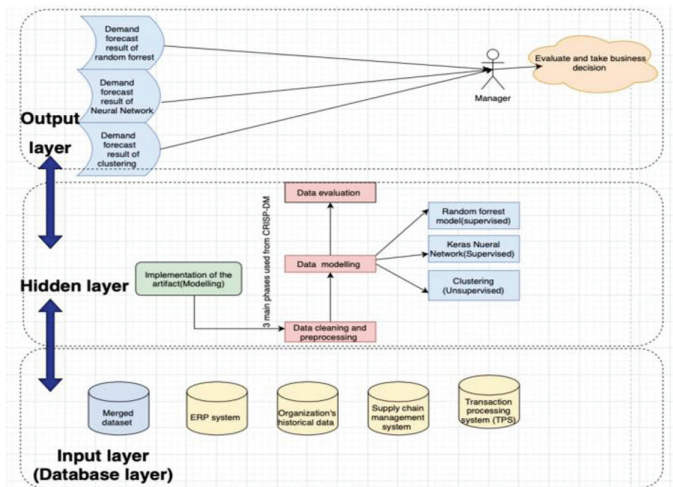 Demand
forecast
result of
random forrest
Demand
forecast
result of
Neural Network
Demand
forecast
result of
clustering
Output
layer
Manager
Evaluate and take business
decision
Hidden layer
Implementation of the
artifact(Modelling)
3 main phases used from CRISP-DM
Data evaluation
Data modelling
Data cleaning and
preprocessing
Random forrest
model(supervised)
Keras Nueral
Network(Supervised)
Clustering
(Unsupervised)
Merged
dataset
ERP system
Organization's
historical data
Supply chain
management
system
Transaction
processing
system (TPS)
Input layer
(Database layer)